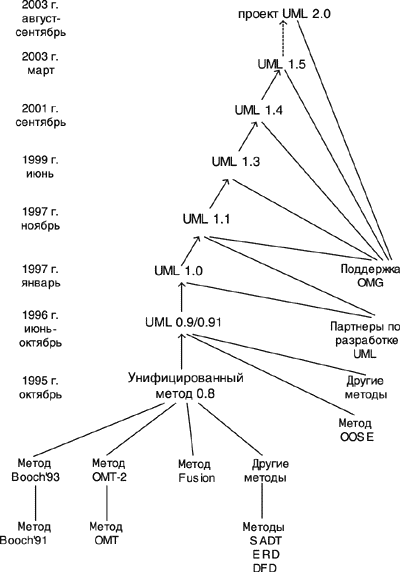 2003 г.
август-
сентябрь
проект UML 2.0
2003 г.
март
UML 1.5
2001 г.
сентябрь
UML 1.4
1999 г.
июнь
UML 1.3
1997 г.
ноябрь
UML 1.1
1997 г.
январь
UML 1.0
Поддержка
OMG
1996 г.
июнь-
октябрь
UML 0.9/0.91
Партнеры по
разработке
UML
1995 г.
октябрь
Унифицированный
метод 0.8
Другие
методы
Метод
OOSE
Метод
Booch'93
Метод
OMT-2
Метод
Fusion
Другие
методы
Метод
Booch'91
Метод
OMT
Методы
SADT
ERD
DFD